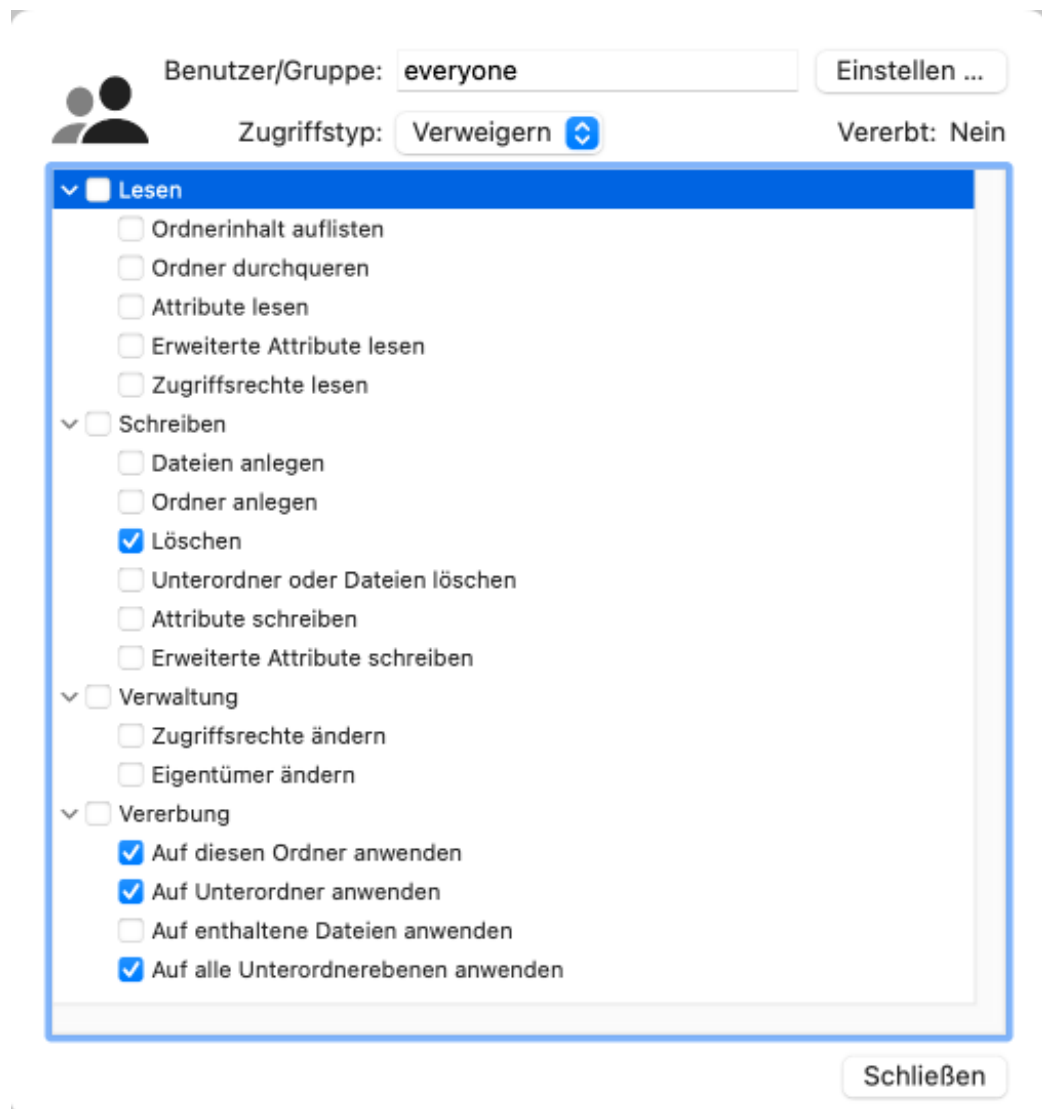 Benutzer/Gruppe: everyone Einstellen ...
Zugriffstyp: Verweigern Vererbt: Nein
Lesen
Ordnerinhalt auflisten
Ordner durchqueren
Attribute lesen
Erweiterte Attribute lesen
Zugriffsrechte lesen
Schreiben
Dateien anlegen
Ordner anlegen
Löschen
Unterordner oder Dateien löschen
Attribute schreiben
Erweiterte Attribute schreiben
Verwaltung
Zugriffsrechte ändern
Eigentümer ändern
Vererbung
Auf diesen Ordner anwenden
Auf Unterordner anwenden
Auf enthaltene Dateien anwenden
Auf alle Unterordnerebenen anwenden
Schließen